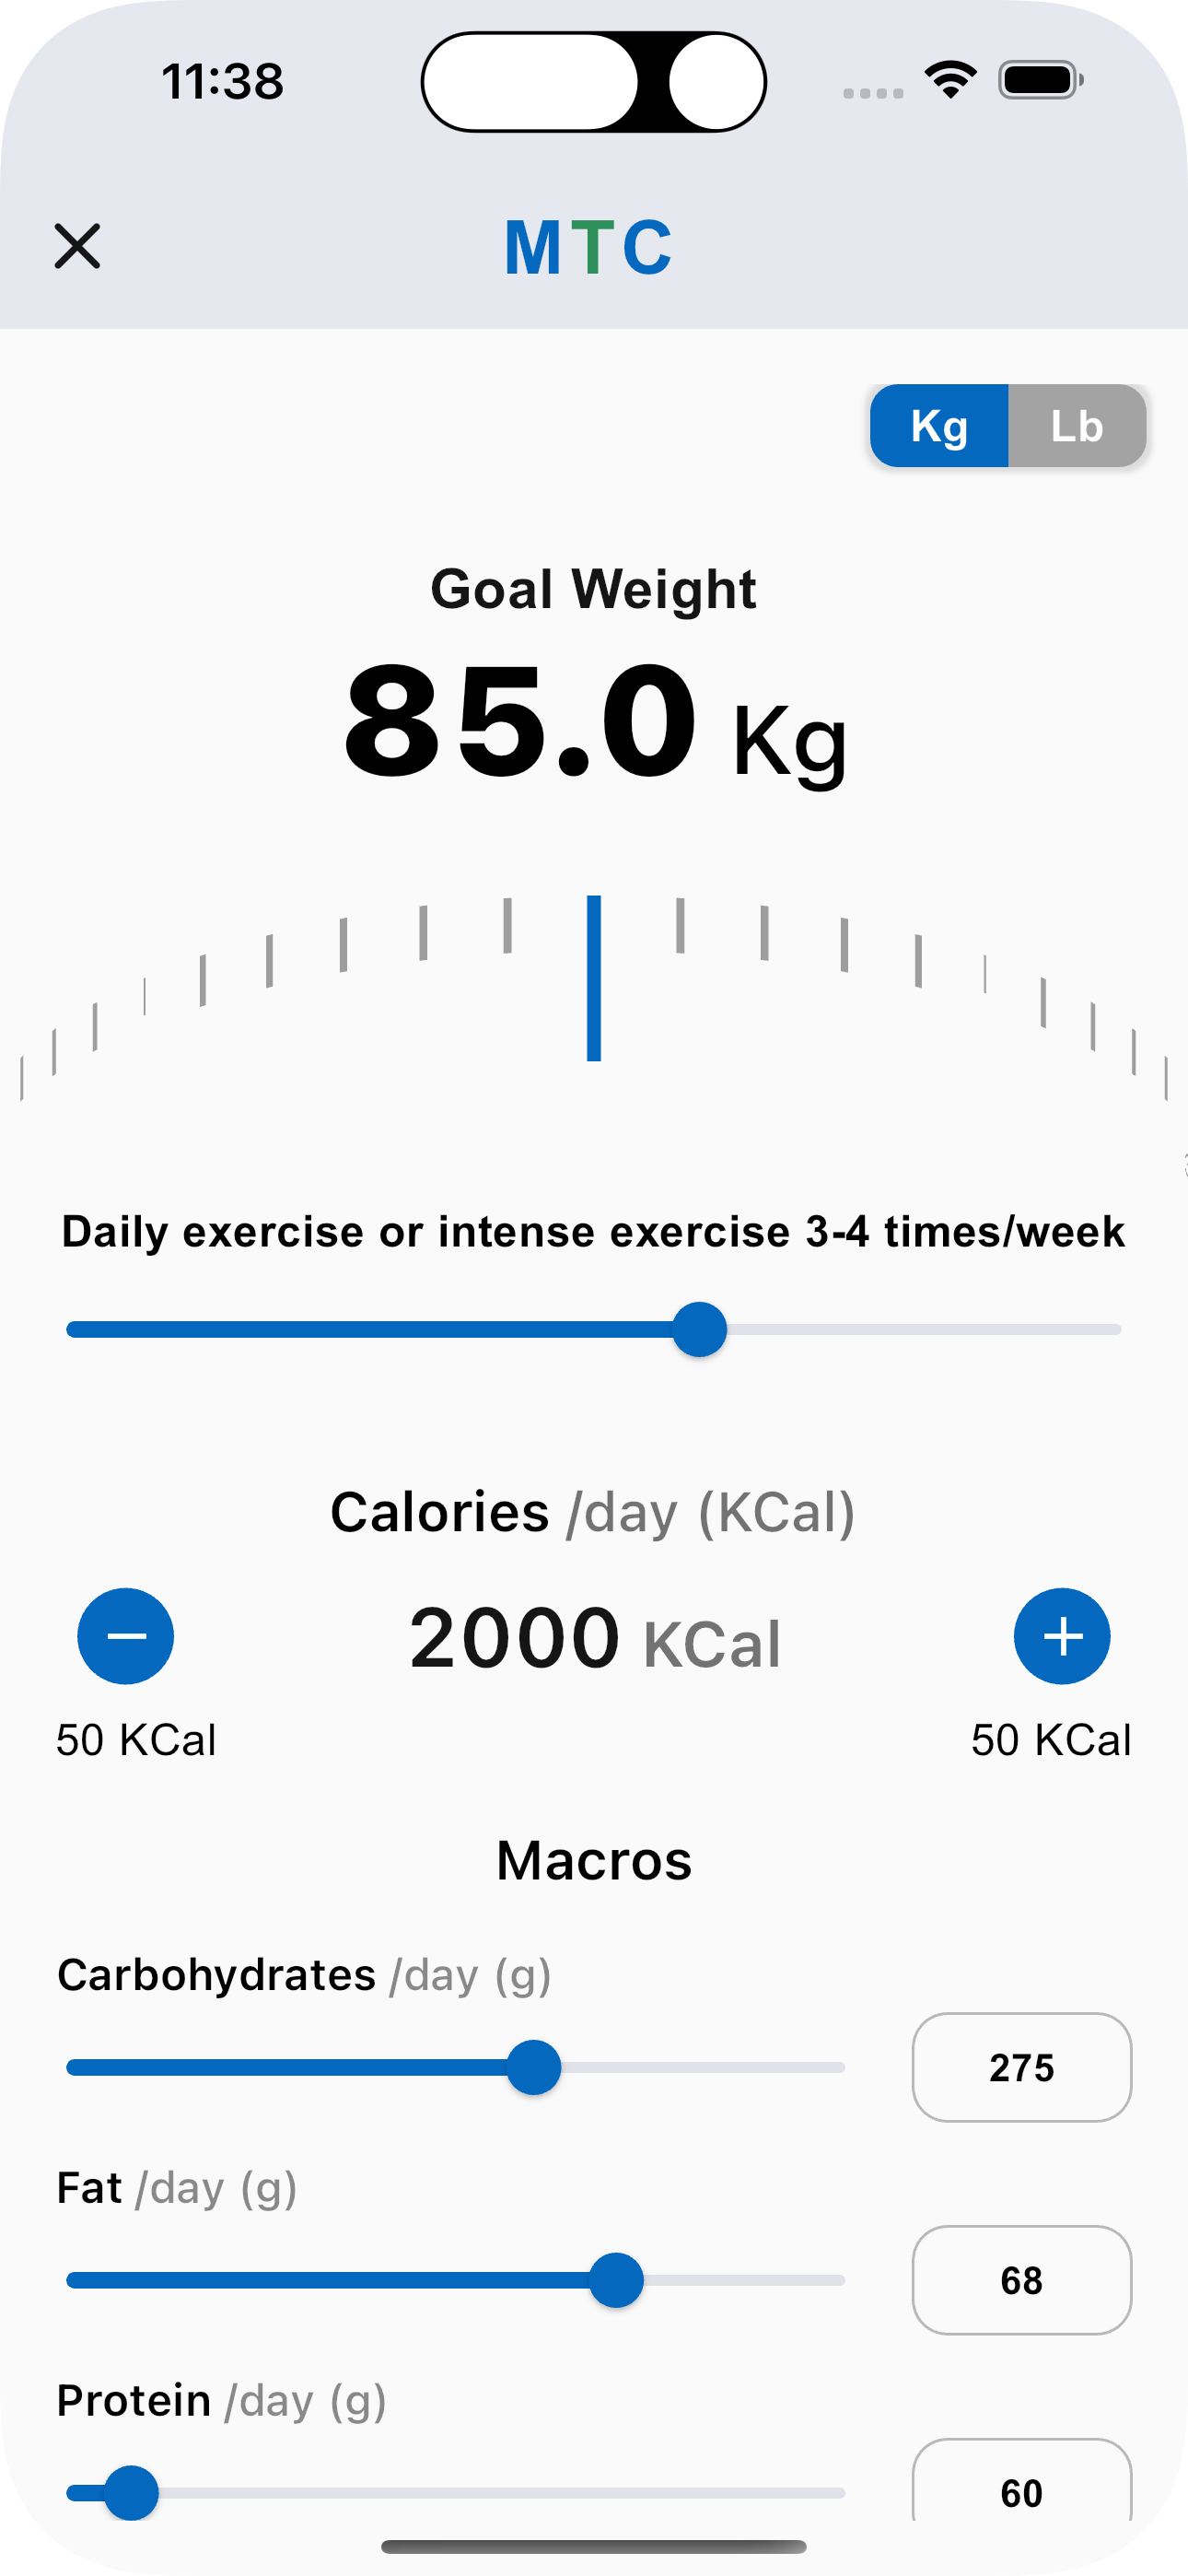 11:38
MTC
Kg Lb
Goal Weight
85.0 Kg
Daily exercise or intense exercise 3-4 times/week
Calories /day (KCal)
2000 KCal
50 KCal 50 KCal
Macros
Carbohydrates /day (g)
275
Fat /day (g)
68
Protein /day (g)
60